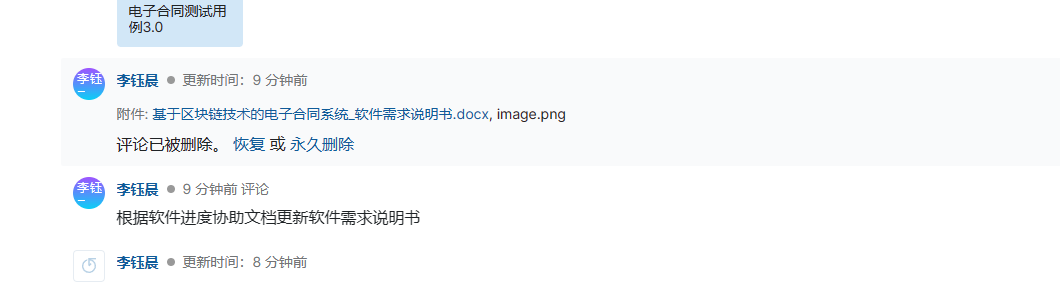 电子合同测试用
例3.0
李钰
李钰晨 ● 更新时间：9 分钟前
附件: 基于区块链技术的电子合同系统_软件需求说明书.docx, image.png
评论已被删除。 恢复 或 永久删除
李钰
李钰晨 ● 9 分钟前 评论
根据软件进度协助文档更新软件需求说明书
李钰晨 ● 更新时间：8 分钟前